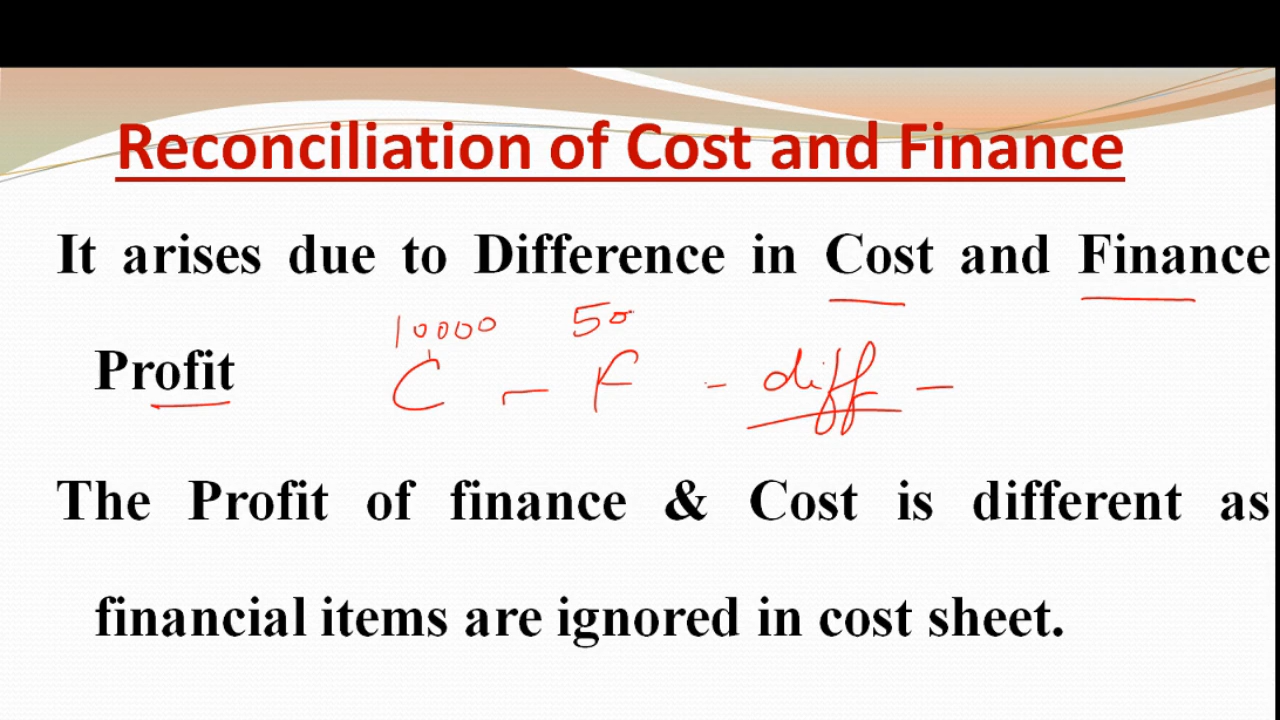 Reconciliation of Cost and Finance
It arises due to Difference in Cost and Finance
10000 50
Profit C - F - diff -
The Profit of finance & Cost is different as
financial items are ignored in cost sheet.